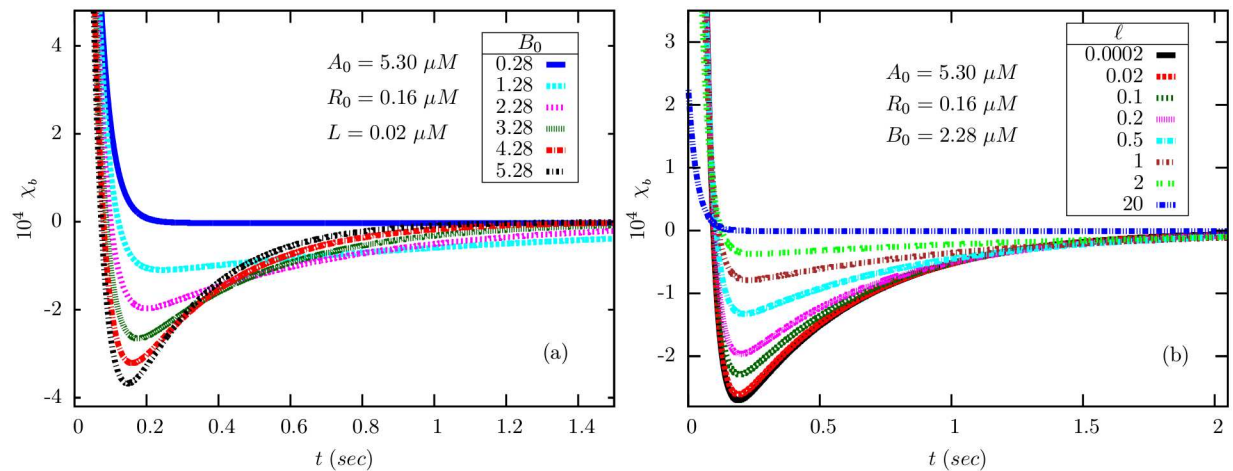 4
2
0
-2
-4
10⁴ χ_b
A₀ = 5.30 μM
R₀ = 0.16 μM
L = 0.02 μM
B₀
0.28
1.28
2.28
3.28
4.28
5.28
(a)
0 0.2 0.4 0.6 0.8 1 1.2 1.4
t (sec)
3
2
1
0
-1
-2
10⁴ χ_b
A₀ = 5.30 μM
R₀ = 0.16 μM
B₀ = 2.28 μM
ℓ
0.0002
0.02
0.1
0.2
0.5
1
2
20
(b)
0 0.5 1 1.5 2
t (sec)